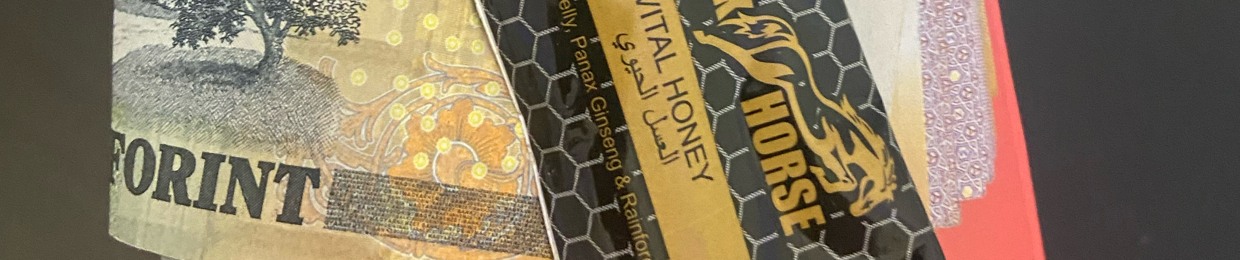 FORINT
HORSE
VITAL HONEY
العسل الحيوي
elly, Panax Ginseng & Rainfor